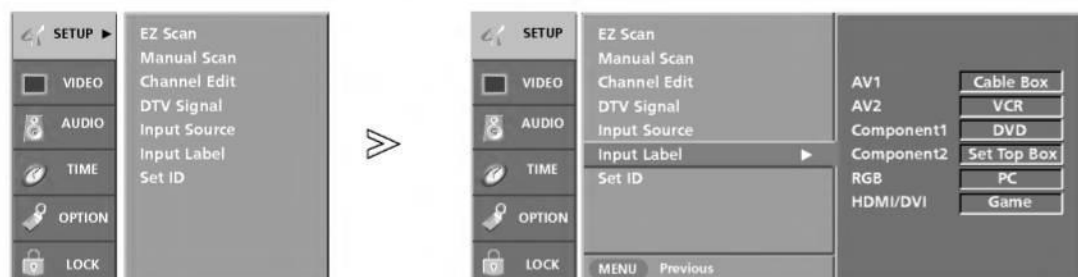 SETUP ►
VIDEO
AUDIO
TIME
OPTION
LOCK
EZ Scan
Manual Scan
Channel Edit
DTV Signal
Input Source
Input Label
Set ID
SETUP
VIDEO
AUDIO
TIME
OPTION
LOCK
EZ Scan
Manual Scan
Channel Edit
DTV Signal
Input Source
Input Label ►
Set ID
MENU Previous
AV1 Cable Box
AV2 VCR
Component1 DVD
Component2 Set Top Box
RGB PC
HDMI/DVI Game